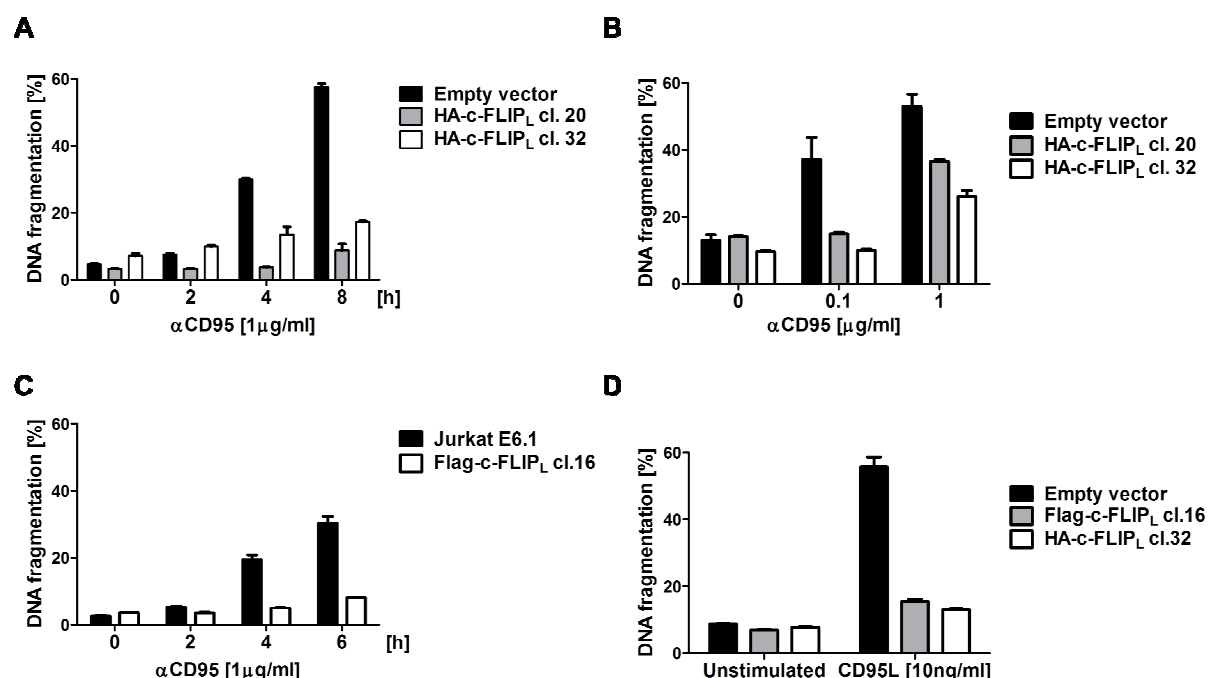 A
DNA fragmentation [%]
60
40
20
0
0 2 4 8 [h]
αCD95 [1µg/ml]
Empty vector
HA-c-FLIPL cl. 20
HA-c-FLIPL cl. 32
B
DNA fragmentation [%]
60
40
20
0
0 0.1 1
αCD95 [µg/ml]
Empty vector
HA-c-FLIPL cl. 20
HA-c-FLIPL cl. 32
C
DNA fragmentation [%]
60
40
20
0
0 2 4 6 [h]
αCD95 [1µg/ml]
Jurkat E6.1
Flag-c-FLIPL cl.16
D
DNA fragmentation [%]
60
40
20
0
Unstimulated CD95L [10ng/ml]
Empty vector
Flag-c-FLIPL cl.16
HA-c-FLIPL cl.32